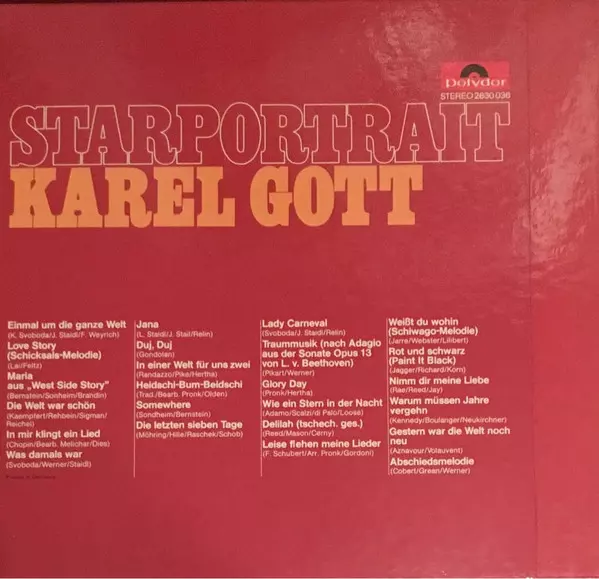 polydor
STEREO 2630 036
STARPORTRAIT
KAREL GOTT
Einmal um die ganze Welt
(K. Svoboda/J. Staidl/F. Weyrich)
Love Story
(Schicksals-Melodie)
(Lai/Feltz)
Maria
aus „West Side Story"
(Bernstein/Sonheim/Brandin)
Die Welt war schön
(Kaempfert/Rehbein/Sigman/
Reichel)
In mir klingt ein Lied
(Chopin/Bearb. Melichar/Dies)
Was damals war
(Svoboda/Werner/Staidl)
Jana
(L. Staidl/J. Stait/Relin)
Duj, Duj
(Gondolan)
In einer Welt für uns zwei
(Randazzo/Pike/Hertha)
Heidschi-Bum-Beidschi
(Trad./Bearb. Pronk/Olden)
Somewhere
(Sondheim/Bernstein)
Die letzten sieben Tage
(Möhring/Hille/Raschek/Schob)
Lady Carneval
(Svoboda/J. Staidl/Relin)
Traummusik (nach Adagio
aus der Sonate Opus 13
von L. v. Beethoven)
(Pikart/Werner)
Glory Day
(Pronk/Hertha)
Wie ein Stern in der Nacht
(Adamo/Scalzi/di Palo/Loose)
Delilah (tschech. ges.)
(Reed/Mason/Cerny)
Leise flehen meine Lieder
(F. Schubert/Arr. Pronk/Gordoni)
Weißt du wohin
(Schiwago-Melodie)
(Jarre/Webster/Lilibert)
Rot und schwarz
(Paint It Black)
(Jagger/Richard/Korn)
Nimm dir meine Liebe
(Rae/Reed/Jay)
Warum müssen Jahre
vergehn
(Kennedy/Boulanger/Neukirchner)
Gestern war die Welt noch
neu
(Aznavour/Volauvent)
Abschiedsmelodie
(Cobert/Grean/Werner)
Printed in Germany